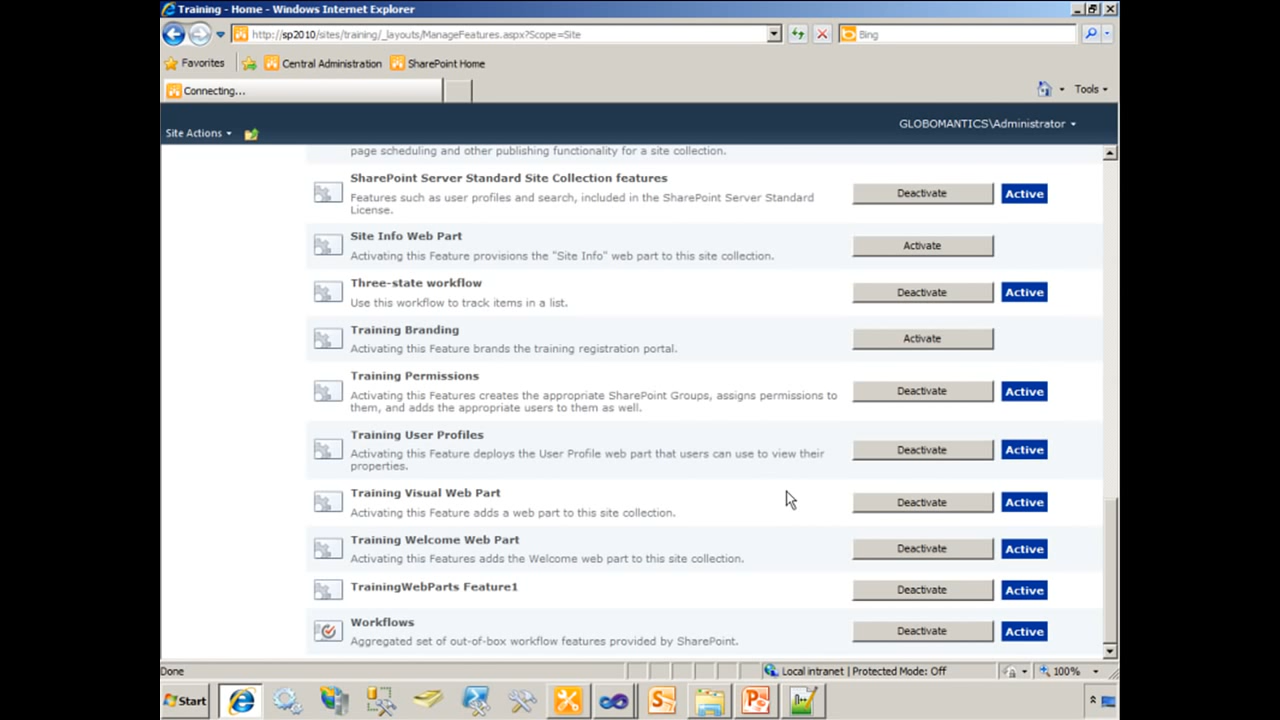 Training - Home - Windows Internet Explorer
http://sp2010/sites/training/_layouts/ManageFeatures.aspx?Scope=Site
Bing
Favorites
Central Administration
SharePoint Home
Connecting...
Tools
Site Actions
GLOBOMANTICS\Administrator
page scheduling and other publishing functionality for a site collection.
SharePoint Server Standard Site Collection features
Features such as user profiles and search, included in the SharePoint Server Standard
License.
Deactivate
Active
Site Info Web Part
Activating this Feature provisions the "Site Info" web part to this site collection.
Activate
Three-state workflow
Use this workflow to track items in a list.
Deactivate
Active
Training Branding
Activating this Feature brands the training registration portal.
Activate
Training Permissions
Activating this Features creates the appropriate SharePoint Groups, assigns permissions to
them, and adds the appropriate users to them as well.
Deactivate
Active
Training User Profiles
Activating this Feature deploys the User Profile web part that users can use to view their
properties.
Deactivate
Active
Training Visual Web Part
Activating this Feature adds a web part to this site collection.
Deactivate
Active
Training Welcome Web Part
Activating this Features adds the Welcome web part to this site collection.
Deactivate
Active
TrainingWebParts Feature1
Deactivate
Active
Workflows
Aggregated set of out-of-box workflow features provided by SharePoint.
Deactivate
Active
Done
Local intranet | Protected Mode: Off
100%
Start